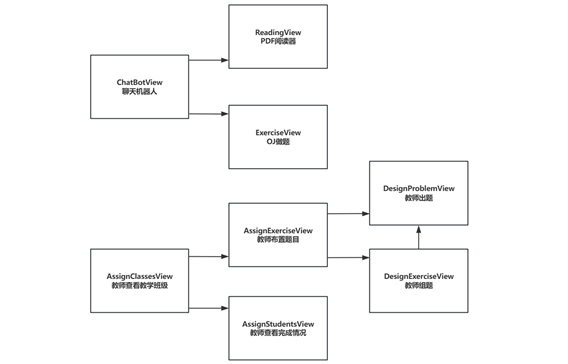 ReadingView
PDF阅读器
ChatBotView
聊天机器人
ExerciseView
OJ做题
DesignProblemView
教师出题
AssignExerciseView
教师布置题目
AssignClassesView
教师查看教学班级
DesignExerciseView
教师组题
AssignStudentsView
教师查看完成情况